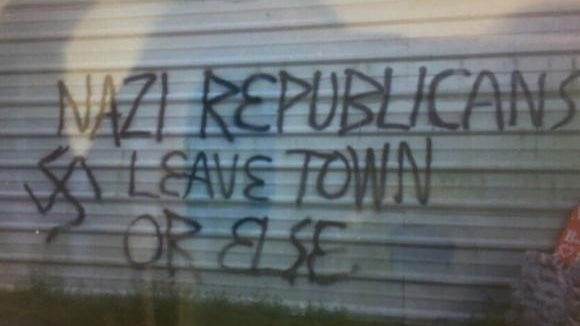 NAZI REPUBLICANS
LEAVE TOWN
OR ELSE